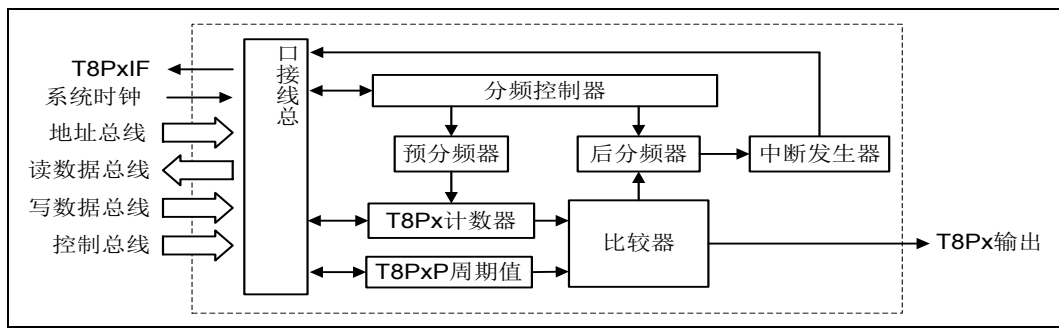 T8PxIF
系统时钟
地址总线
读数据总线
写数据总线
控制总线
口接线总
分频控制器
预分频器
后分频器
中断发生器
T8Px计数器
比较器
T8PxP周期值
T8Px输出